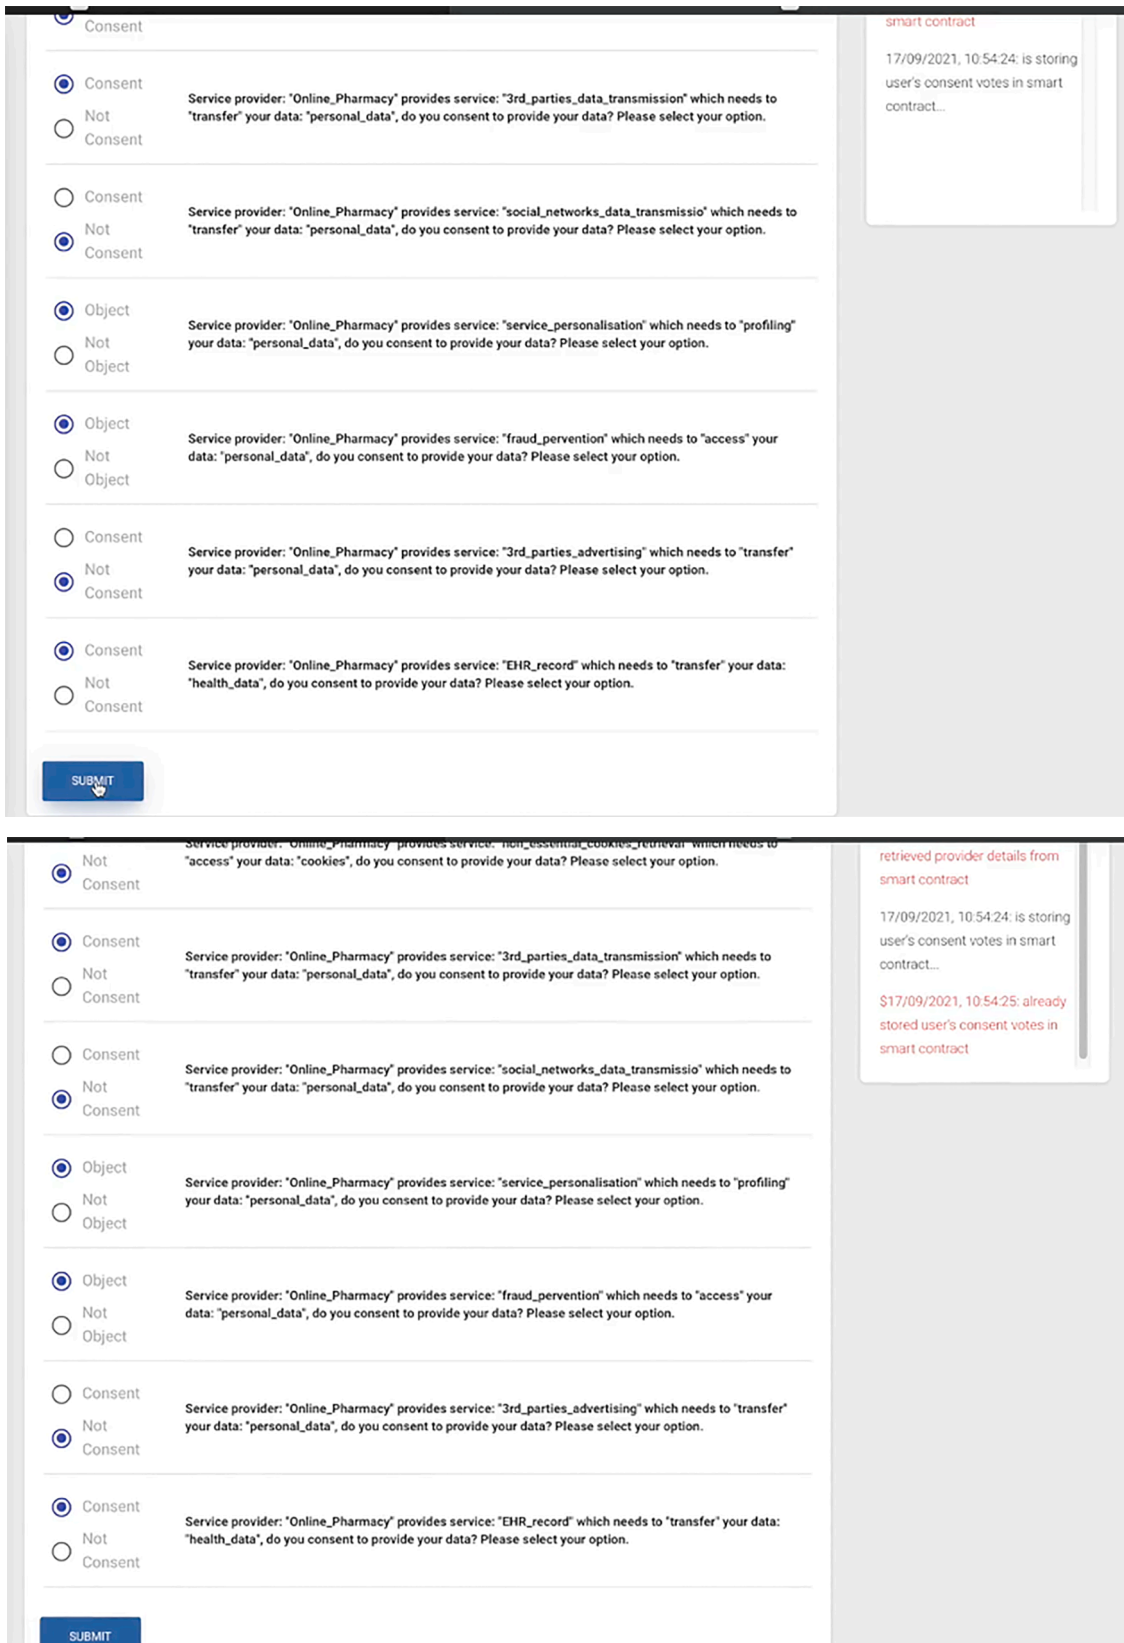 Consent
smart contract
17/09/2021, 10:54:24: is storing
user's consent votes in smart
contract...
Consent
Not
Consent
Service provider: "Online_Pharmacy" provides service: "3rd_parties_data_transmission" which needs to
"transfer" your data: "personal_data", do you consent to provide your data? Please select your option.
Consent
Not
Consent
Service provider: "Online_Pharmacy" provides service: "social_networks_data_transmissio" which needs to
"transfer" your data: "personal_data", do you consent to provide your data? Please select your option.
Object
Not
Object
Service provider: "Online_Pharmacy" provides service: "service_personalisation" which needs to "profiling"
your data: "personal_data", do you consent to provide your data? Please select your option.
Object
Not
Object
Service provider: "Online_Pharmacy" provides service: "fraud_pervention" which needs to "access" your
data: "personal_data", do you consent to provide your data? Please select your option.
Consent
Not
Consent
Service provider: "Online_Pharmacy" provides service: "3rd_parties_advertising" which needs to "transfer"
your data: "personal_data", do you consent to provide your data? Please select your option.
Consent
Not
Consent
Service provider: "Online_Pharmacy" provides service: "EHR_record" which needs to "transfer" your data:
"health_data", do you consent to provide your data? Please select your option.
SUBMIT
Not
Consent
Service provider: "Online_Pharmacy" provides service: "non_essential_cookies_retrieval" which needs to
"access" your data: "cookies", do you consent to provide your data? Please select your option.
retrieved provider details from
smart contract
17/09/2021, 10:54:24: is storing
user's consent votes in smart
contract...
$17/09/2021, 10:54:25: already
stored user's consent votes in
smart contract
Consent
Not
Consent
Service provider: "Online_Pharmacy" provides service: "3rd_parties_data_transmission" which needs to
"transfer" your data: "personal_data", do you consent to provide your data? Please select your option.
Consent
Not
Consent
Service provider: "Online_Pharmacy" provides service: "social_networks_data_transmissio" which needs to
"transfer" your data: "personal_data", do you consent to provide your data? Please select your option.
Object
Not
Object
Service provider: "Online_Pharmacy" provides service: "service_personalisation" which needs to "profiling"
your data: "personal_data", do you consent to provide your data? Please select your option.
Object
Not
Object
Service provider: "Online_Pharmacy" provides service: "fraud_pervention" which needs to "access" your
data: "personal_data", do you consent to provide your data? Please select your option.
Consent
Not
Consent
Service provider: "Online_Pharmacy" provides service: "3rd_parties_advertising" which needs to "transfer"
your data: "personal_data", do you consent to provide your data? Please select your option.
Consent
Not
Consent
Service provider: "Online_Pharmacy" provides service: "EHR_record" which needs to "transfer" your data:
"health_data", do you consent to provide your data? Please select your option.
SUBMIT